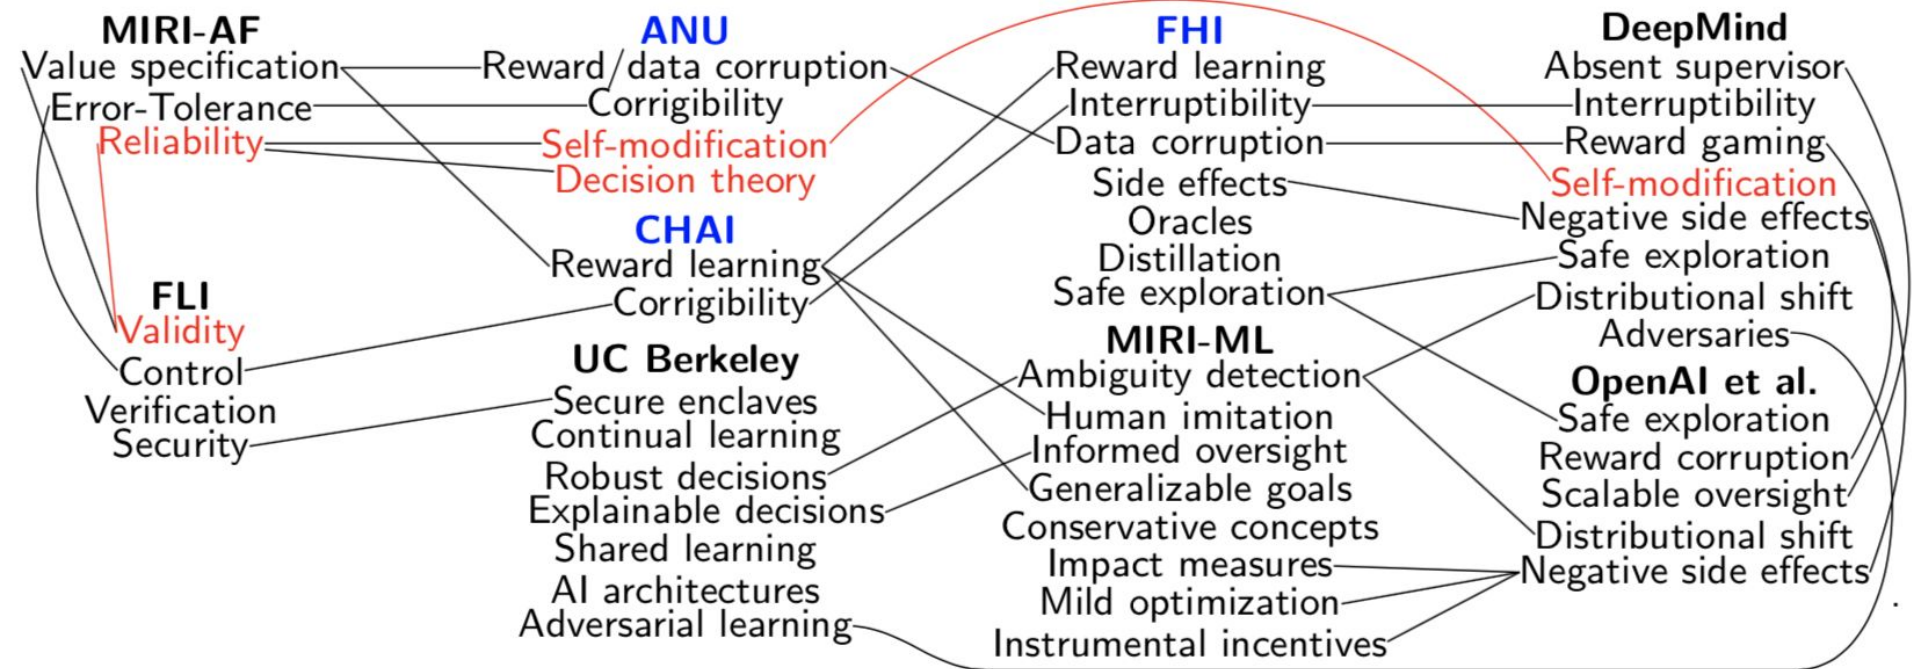 MIRI-AF
Value specification
Error-Tolerance
Reliability
FLI
Validity
Control
Verification
Security
ANU
Reward/data corruption
Corrigibility
Self-modification
Decision theory
CHAI
Reward learning
Corrigibility
UC Berkeley
Secure enclaves
Continual learning
Robust decisions
Explainable decisions
Shared learning
AI architectures
Adversarial learning
FHI
Reward learning
Interruptibility
Data corruption
Side effects
Oracles
Distillation
Safe exploration
MIRI-ML
Ambiguity detection
Human imitation
Informed oversight
Generalizable goals
Conservative concepts
Impact measures
Mild optimization
Instrumental incentives
DeepMind
Absent supervisor
Interruptibility
Reward gaming
Self-modification
Negative side effects
Safe exploration
Distributional shift
Adversaries
OpenAI et al.
Safe exploration
Reward corruption
Scalable oversight
Distributional shift
Negative side effects
.